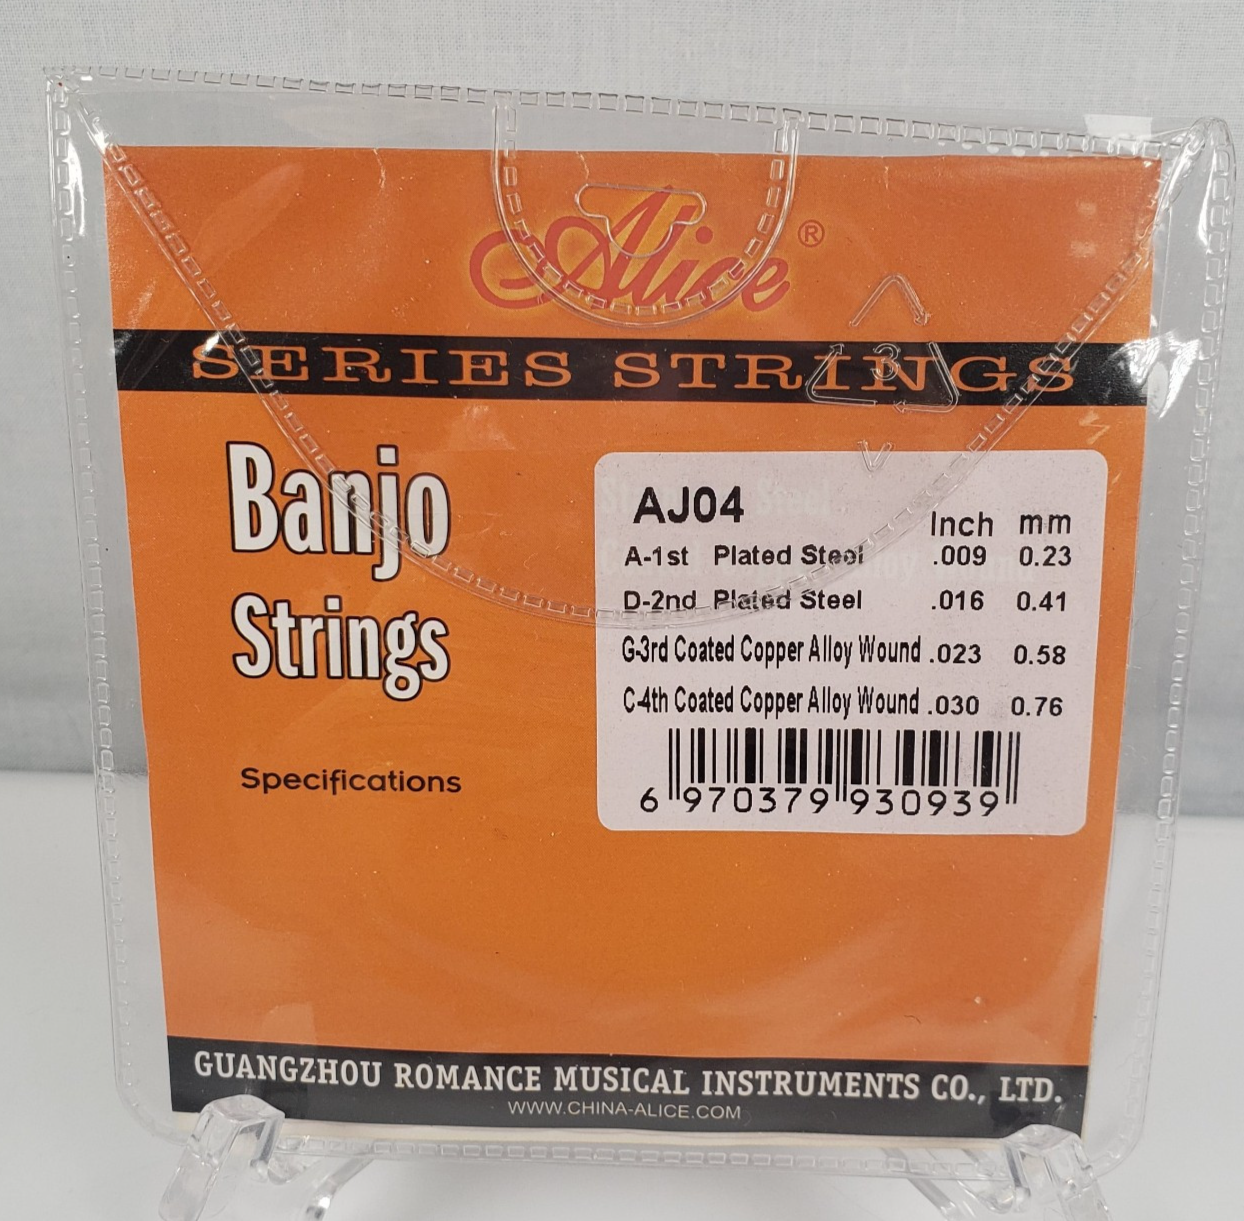 Alice®
SERIES STRINGS
Banjo
Strings
Specifications
AJ04
Inch mm
A-1st Plated Steel .009 0.23
D-2nd Plated Steel .016 0.41
G-3rd Coated Copper Alloy Wound .023 0.58
C-4th Coated Copper Alloy Wound .030 0.76
6 970379 930939
3
V
GUANGZHOU ROMANCE MUSICAL INSTRUMENTS CO., LTD.
WWW.CHINA-ALICE.COM